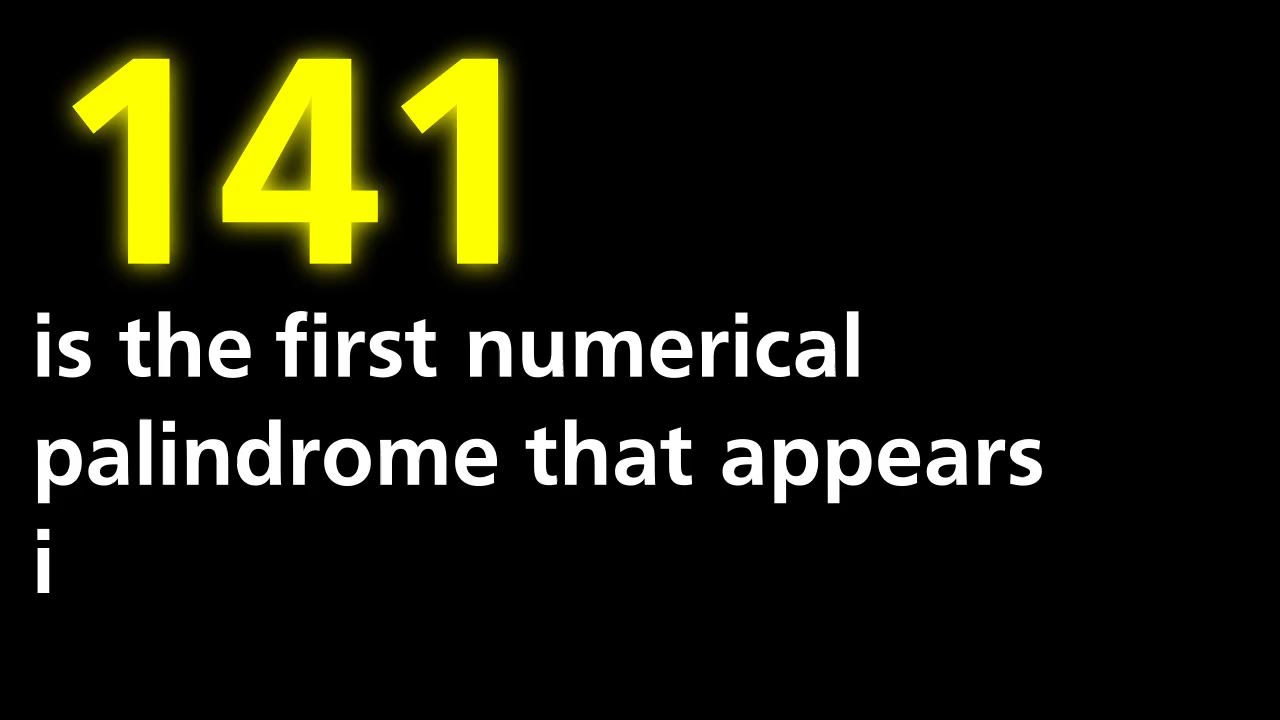 141
is the first numerical
palindrome that appears
i